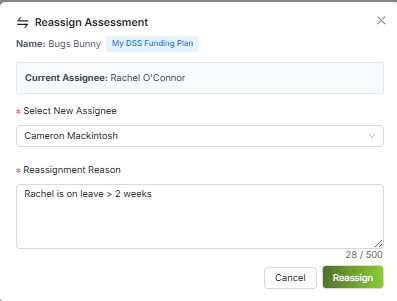 Reassign Assessment
Name: Bugs Bunny My DSS Funding Plan
Current Assignee: Rachel O'Connor
* Select New Assignee
Cameron Mackintosh
* Reassignment Reason
Rachel is on leave > 2 weeks
28 / 500
Cancel Reassign